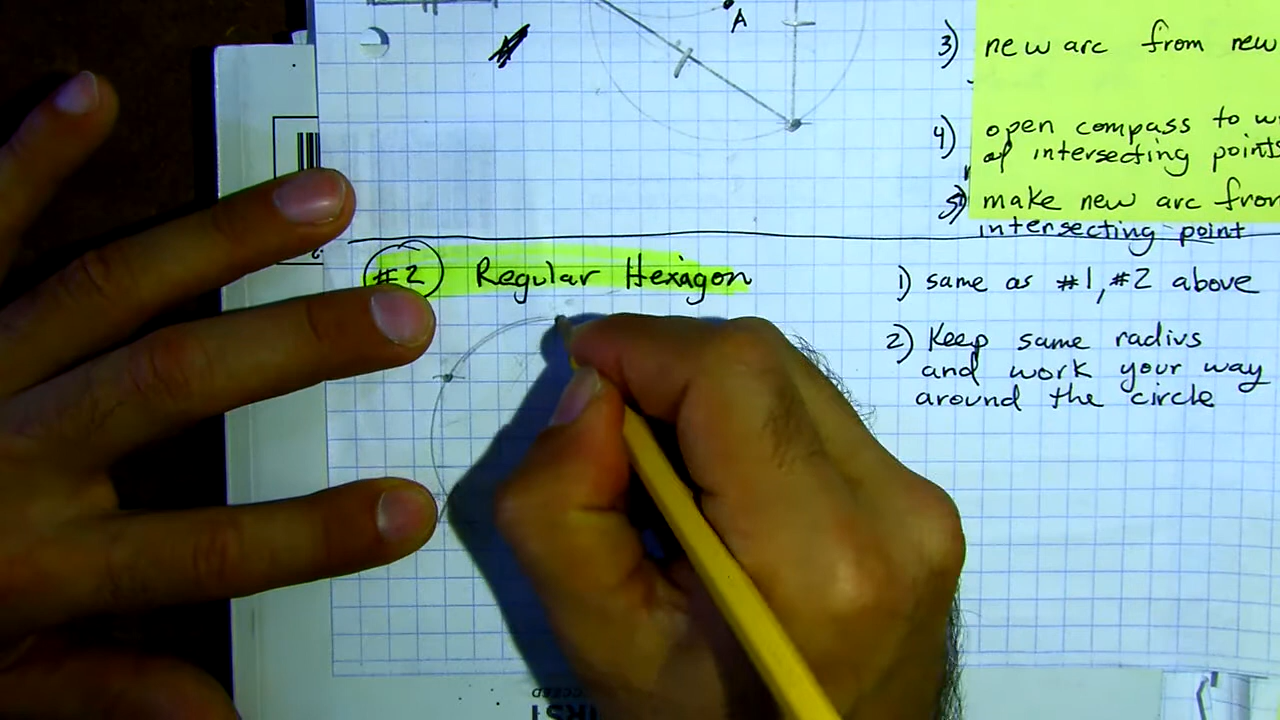 A
3) new arc from new
4) open compass to w
of intersecting points
5) make new arc from
intersecting point
#2 Regular Hexagon
1) same as #1, #2 above
2) Keep same radius
and work your way
around the circle